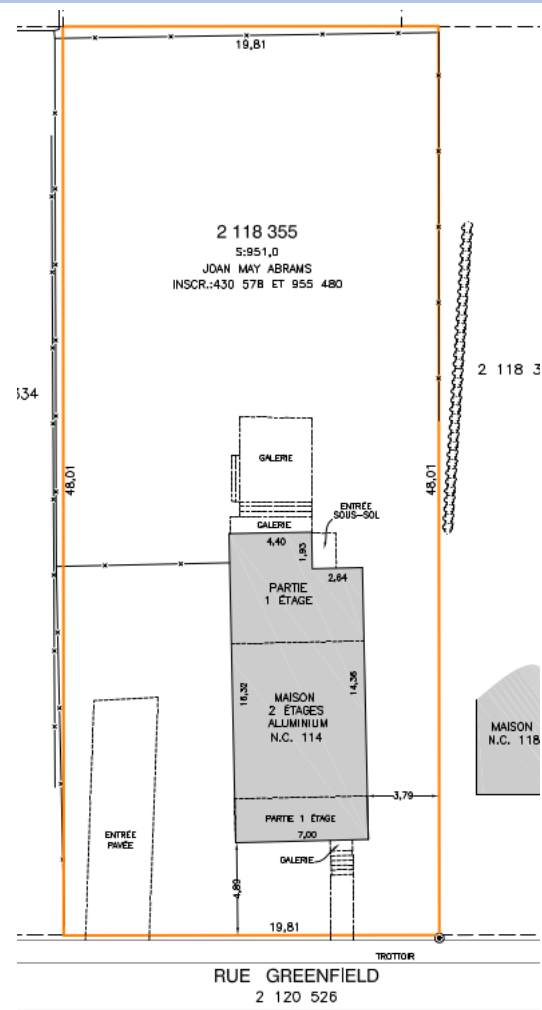 19,81
2 118 355
S:951,0
JOAN MAY ABRAMS
INSCR.:430 578 ET 955 480
334
2 118 3
48,01
48,01
GALERIE
ENTRÉE
SOUS-SOL
GALERIE
4,40
1,93
2,64
PARTIE
1 ÉTAGE
16,32
14,36
MAISON
2 ÉTAGES
ALUMINIUM
N.C. 114
MAISON
N.C. 118
3,79
PARTIE 1 ÉTAGE
7,00
ENTRÉE
PAVÉE
GALERIE
4,89
19,81
TROTTOIR
RUE GREENFIELD
2 120 526